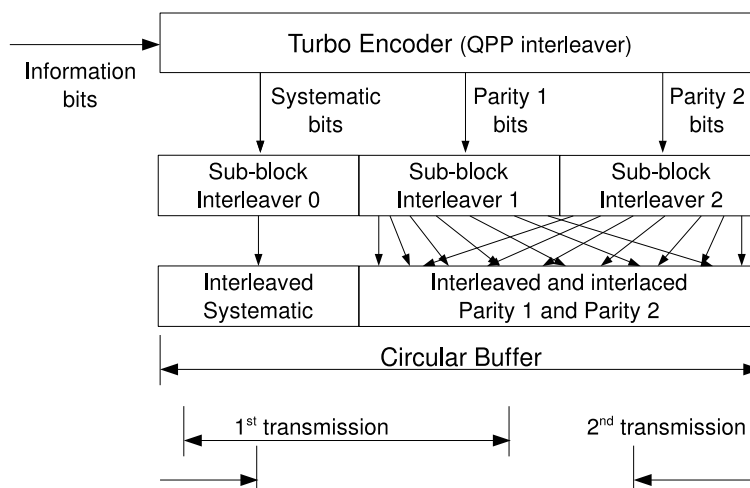 Turbo Encoder (QPP interleaver)
Information
bits
Systematic
bits
Parity 1
bits
Parity 2
bits
Sub-block
Interleaver 0
Sub-block
Interleaver 1
Sub-block
Interleaver 2
Interleaved
Systematic
Interleaved and interlaced
Parity 1 and Parity 2
Circular Buffer
1st transmission
2nd transmission